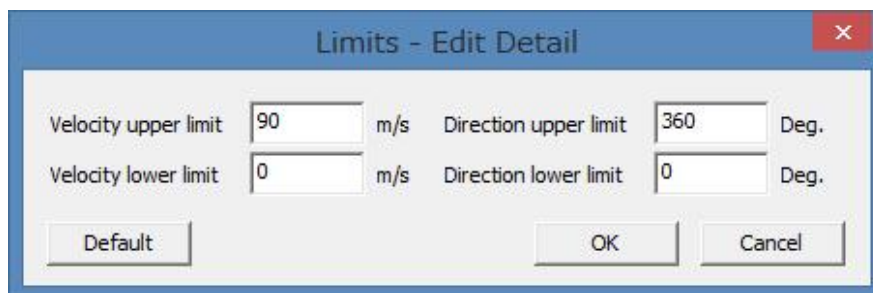 Limits - Edit Detail
Velocity upper limit 90 m/s Direction upper limit 360 Deg.
Velocity lower limit 0 m/s Direction lower limit 0 Deg.
Default OK Cancel